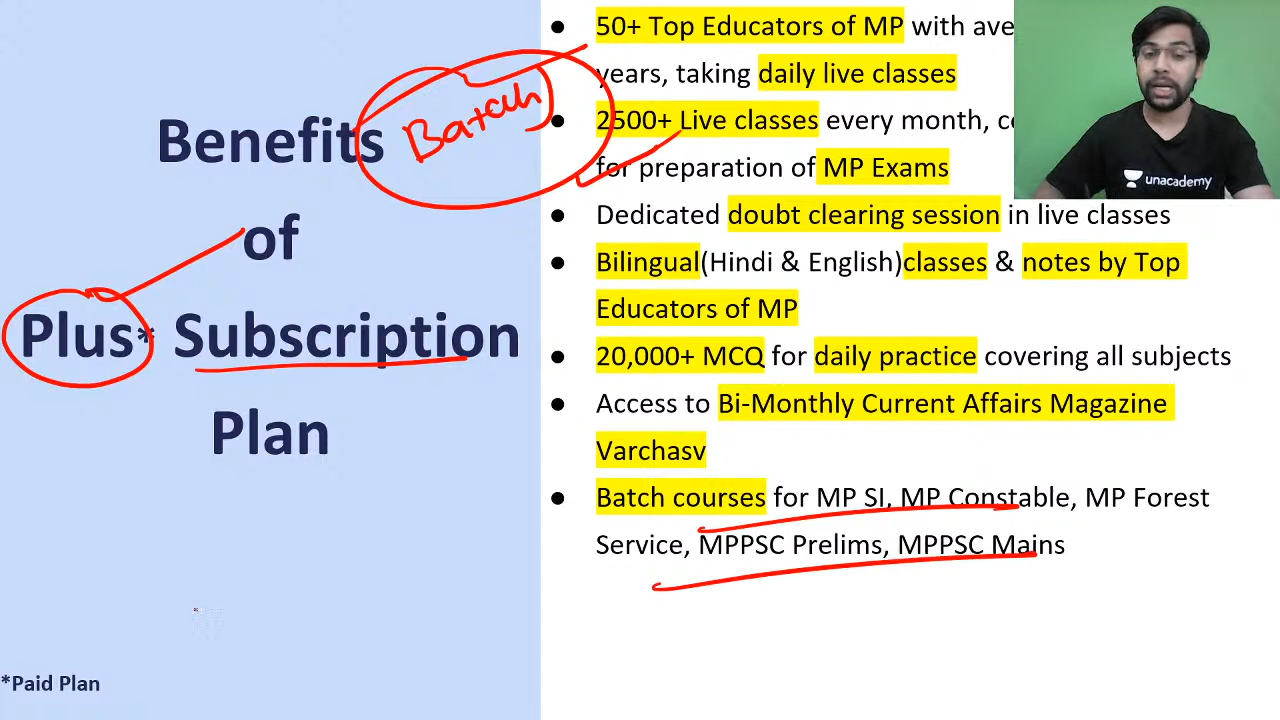 Benefits
of
Plus* Subscription
Plan
*Paid Plan
Batch
● 50+ Top Educators of MP with ave
years, taking daily live classes
● 2500+ Live classes every month, c
for preparation of MP Exams
● Dedicated doubt clearing session in live classes
● Bilingual(Hindi & English)classes & notes by Top
Educators of MP
● 20,000+ MCQ for daily practice covering all subjects
● Access to Bi-Monthly Current Affairs Magazine
Varchasv
● Batch courses for MP SI, MP Constable, MP Forest
Service, MPPSC Prelims, MPPSC Mains
unacademy